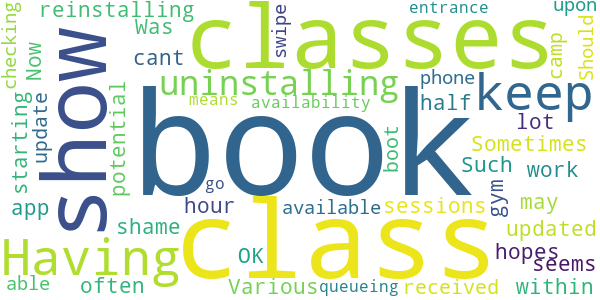 checking
reinstalling
Was
classes
swipe
entrance
upon
Should
Now
cant
uninstalling
camp
show
update
starting
potential
means
availability
phone
half
keep
book
boot
lot
Sometimes
Such
work
app
shame
hour
go
available
sessions
gym
may
updated
Having
class
OK
hopes
seems
able
often
Various
queueing
received
within